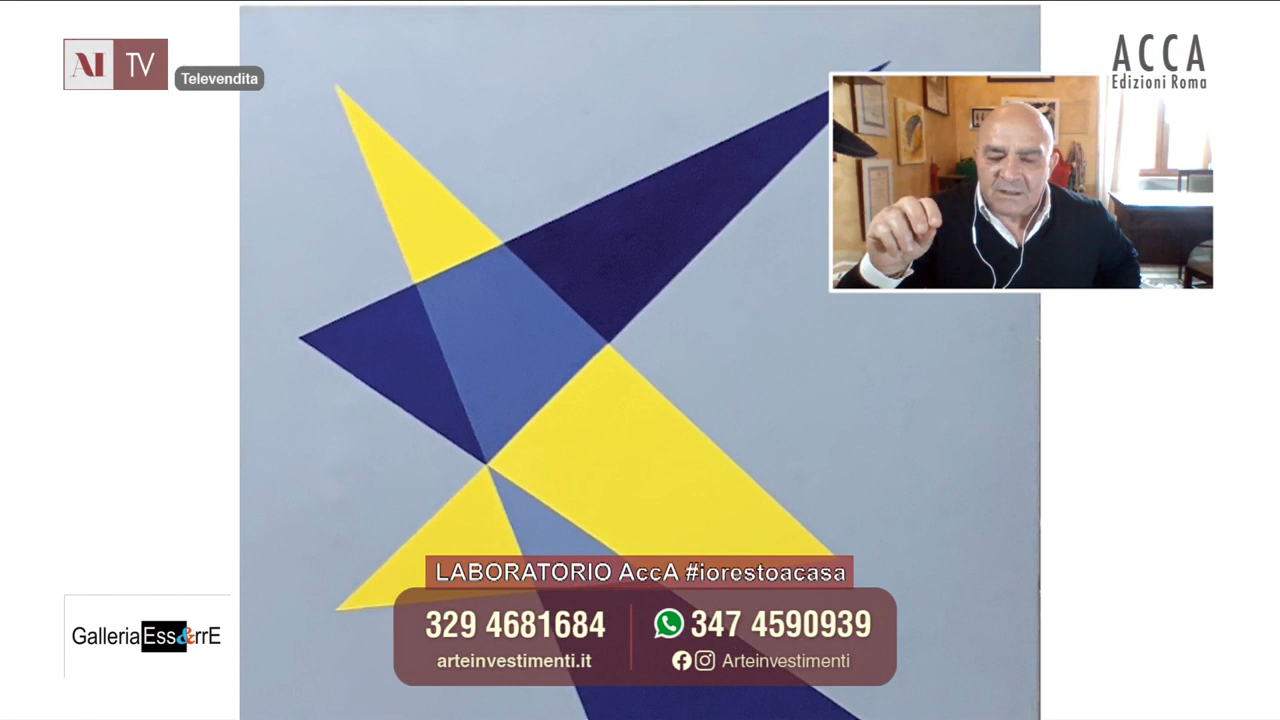 AI TV
Televendita
ACCA
Edizioni Roma
LABORATORIO AccA #iorestoacasa
329 4681684
347 4590939
arteinvestimenti.it
Arteinvestimenti
GalleriaEss&rrE